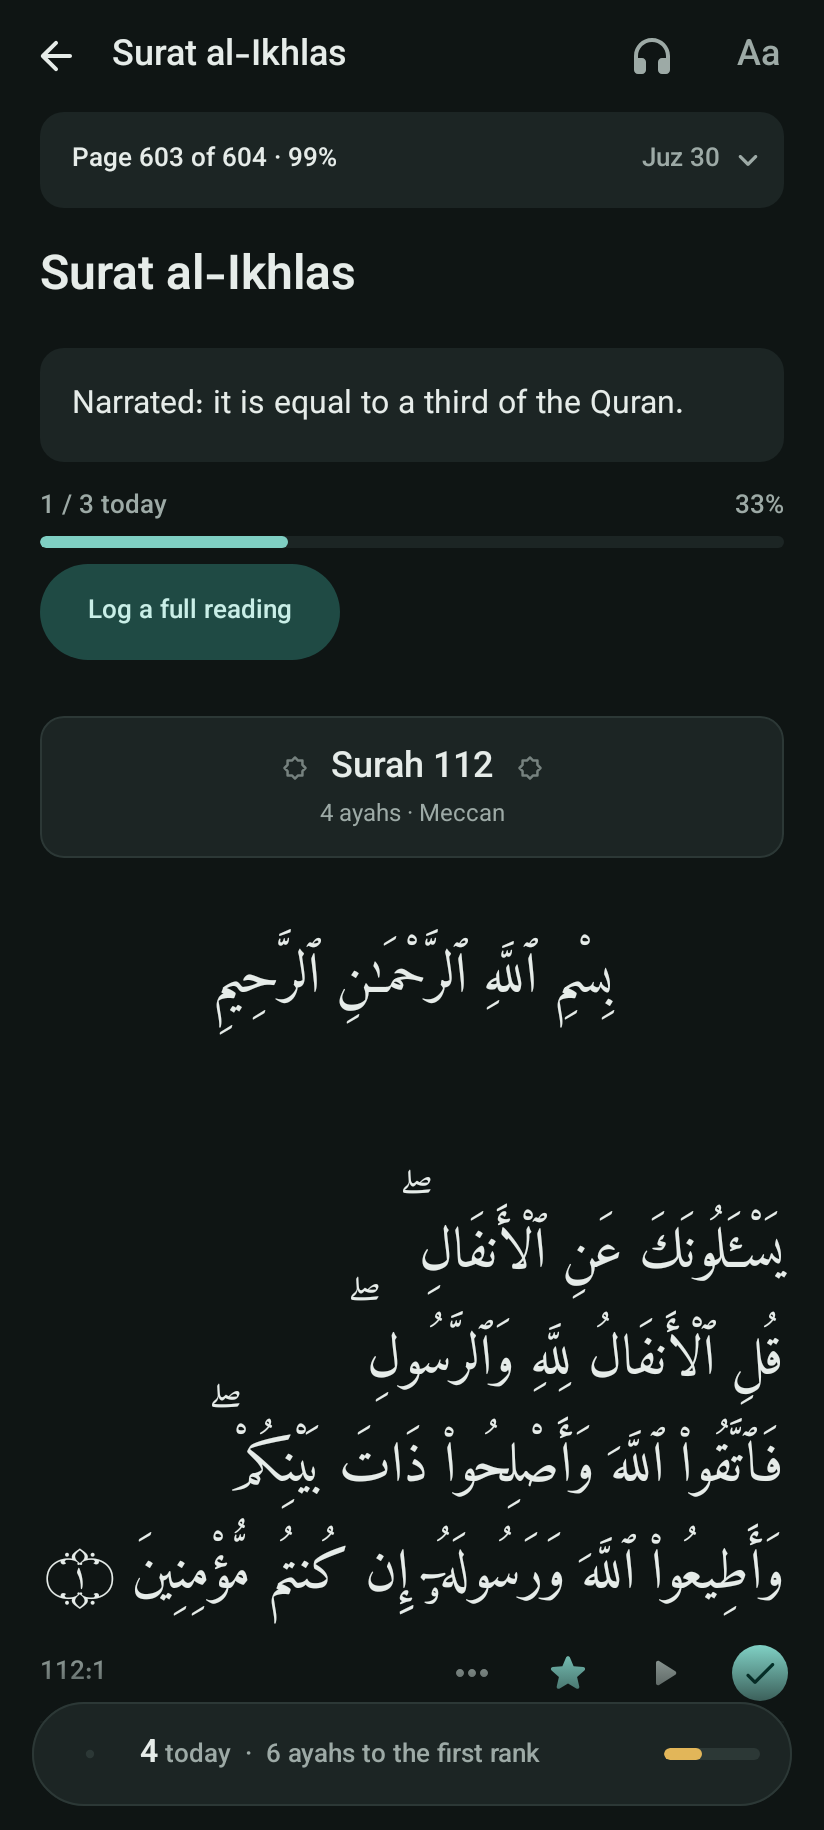 Surat al-Ikhlas
Aa
Page 603 of 604 · 99%
Juz 30
Surat al-Ikhlas
Narrated: it is equal to a third of the Quran.
1 / 3 today
33%
Log a full reading
Surah 112
4 ayahs · Meccan
بِسْمِ ٱللَّهِ ٱلرَّحْمَـٰنِ ٱلرَّحِيمِ
يَسْـَٔلُونَكَ عَنِ ٱلْأَنفَالِ ۖ
قُلِ ٱلْأَنفَالُ لِلَّهِ وَٱلرَّسُولِ ۖ
فَٱتَّقُوا۟ ٱللَّهَ وَأَصْلِحُوا۟ ذَاتَ بَيْنِكُمْ ۖ
وَأَطِيعُوا۟ ٱللَّهَ وَرَسُولَهُۥٓ إِن كُنتُم مُّؤْمِنِينَ ١
112:1
4 today · 6 ayahs to the first rank